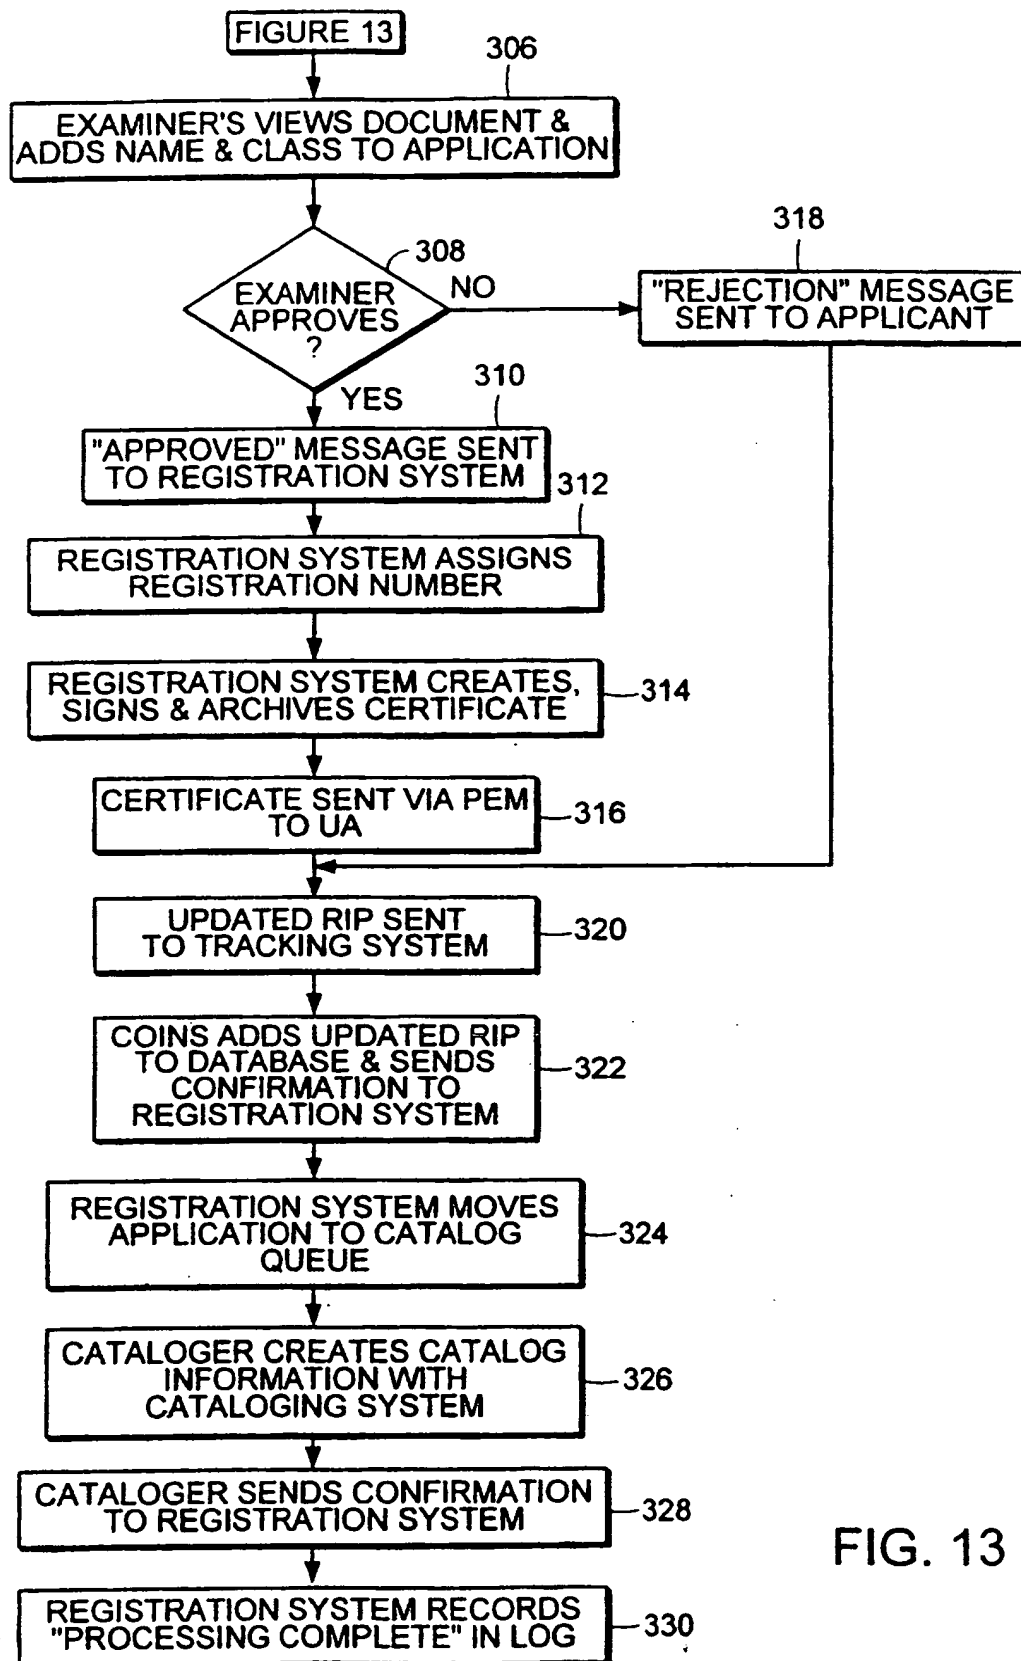 FIGURE 13
306
EXAMINER'S VIEWS DOCUMENT &
ADDS NAME & CLASS TO APPLICATION
308
EXAMINER
APPROVES
?
NO
318
"REJECTION" MESSAGE
SENT TO APPLICANT
YES
310
"APPROVED" MESSAGE SENT
TO REGISTRATION SYSTEM
312
REGISTRATION SYSTEM ASSIGNS
REGISTRATION NUMBER
REGISTRATION SYSTEM CREATES,
SIGNS & ARCHIVES CERTIFICATE
314
CERTIFICATE SENT VIA PEM
TO UA
316
UPDATED RIP SENT
TO TRACKING SYSTEM
320
COINS ADDS UPDATED RIP
TO DATABASE & SENDS
CONFIRMATION TO
REGISTRATION SYSTEM
322
REGISTRATION SYSTEM MOVES
APPLICATION TO CATALOG
QUEUE
324
CATALOGER CREATES CATALOG
INFORMATION WITH
CATALOGING SYSTEM
326
CATALOGER SENDS CONFIRMATION
TO REGISTRATION SYSTEM
328
REGISTRATION SYSTEM RECORDS
"PROCESSING COMPLETE" IN LOG
330
FIG. 13